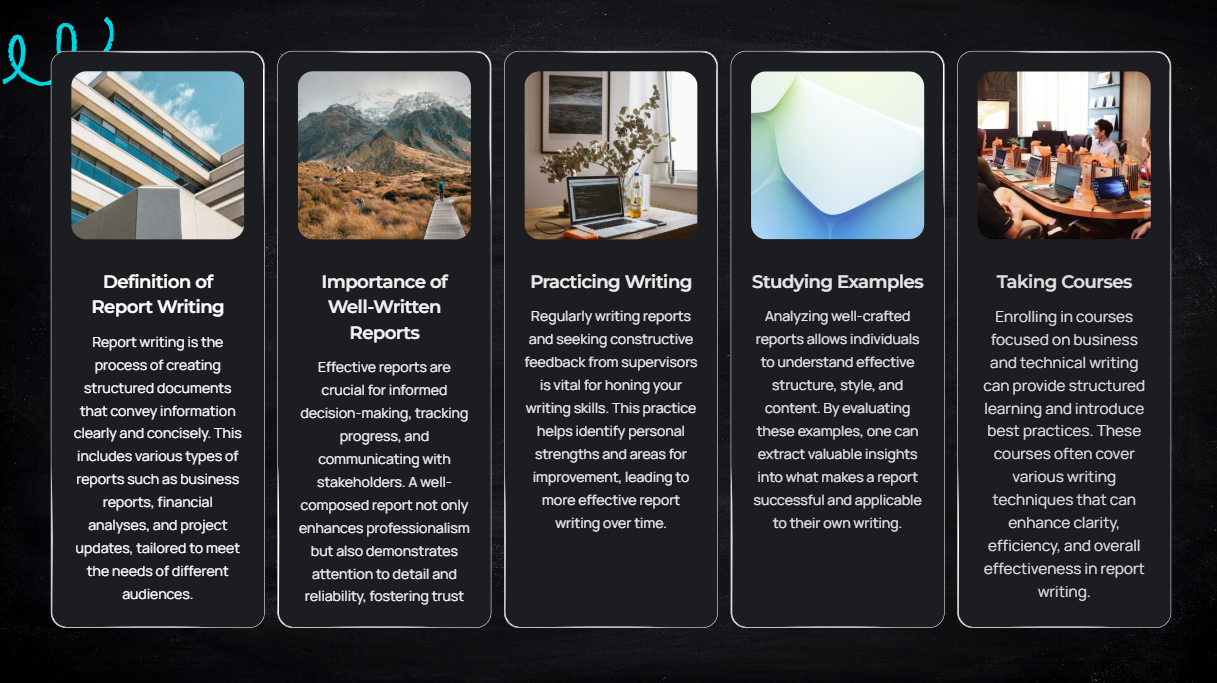 Definition of
Report Writing
Report writing is the
process of creating
structured documents
that convey information
clearly and concisely. This
includes various types of
reports such as business
reports, financial
analyses, and project
updates, tailored to meet
the needs of different
audiences.
Importance of
Well-Written
Reports
Effective reports are
crucial for informed
decision-making, tracking
progress, and
communicating with
stakeholders. A well-
composed report not only
enhances professionalism
but also demonstrates
attention to detail and
reliability, fostering trust
Practicing Writing
Regularly writing reports
and seeking constructive
feedback from supervisors
is vital for honing your
writing skills. This practice
helps identify personal
strengths and areas for
improvement, leading to
more effective report
writing over time.
Studying Examples
Analyzing well-crafted
reports allows individuals
to understand effective
structure, style, and
content. By evaluating
these examples, one can
extract valuable insights
into what makes a report
successful and applicable
to their own writing.
Taking Courses
Enrolling in courses
focused on business
and technical writing
can provide structured
learning and introduce
best practices. These
courses often cover
various writing
techniques that can
enhance clarity,
efficiency, and overall
effectiveness in report
writing.